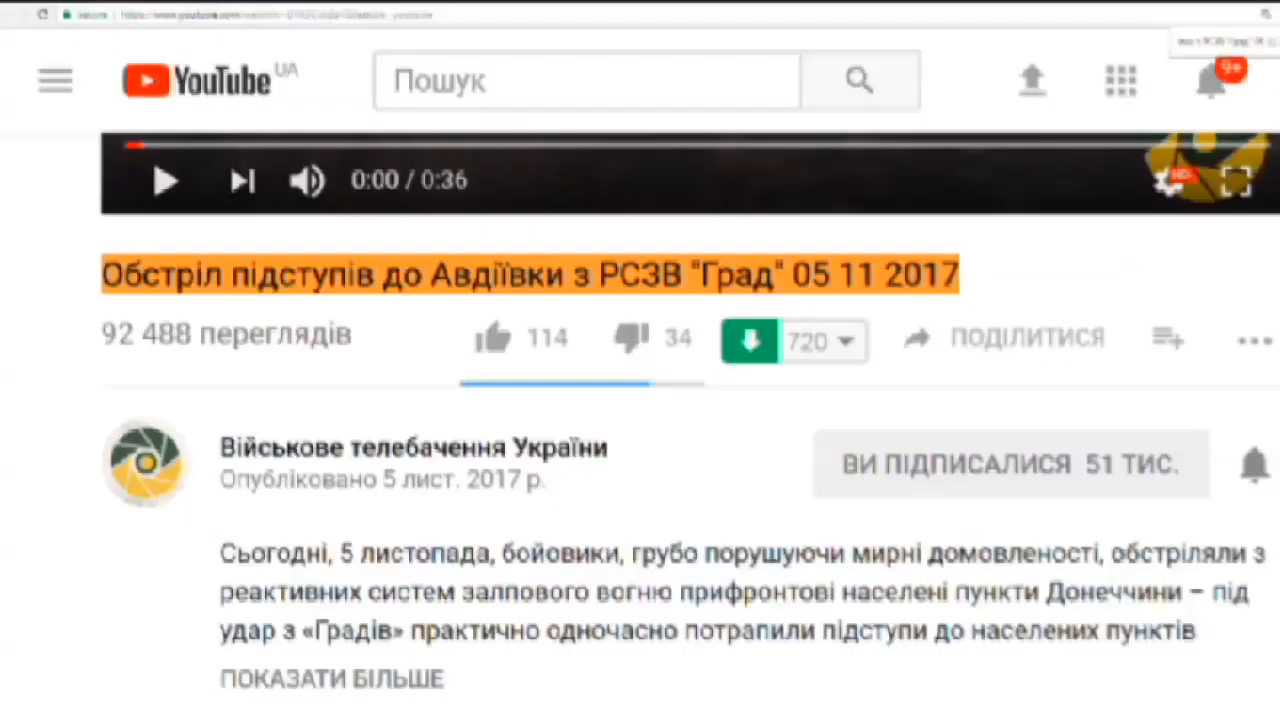 YouTube UA
Пошук
9+
0:00 / 0:36
HD
Обстріл підступів до Авдіївки з РСЗВ "Град" 05 11 2017
92 488 переглядів 114 34 720 ПОДІЛИТИСЯ
Військове телебачення України
Опубліковано 5 лист. 2017 р.
ВИ ПІДПИСАЛИСЯ 51 ТИС.
Сьогодні, 5 листопада, бойовики, грубо порушуючи мирні домовленості, обстріляли з
реактивних систем залпового вогню прифронтові населені пункти Донеччини – під
удар з «Градів» практично одночасно потрапили підступи до населених пунктів
ПОКАЗАТИ БІЛЬШЕ